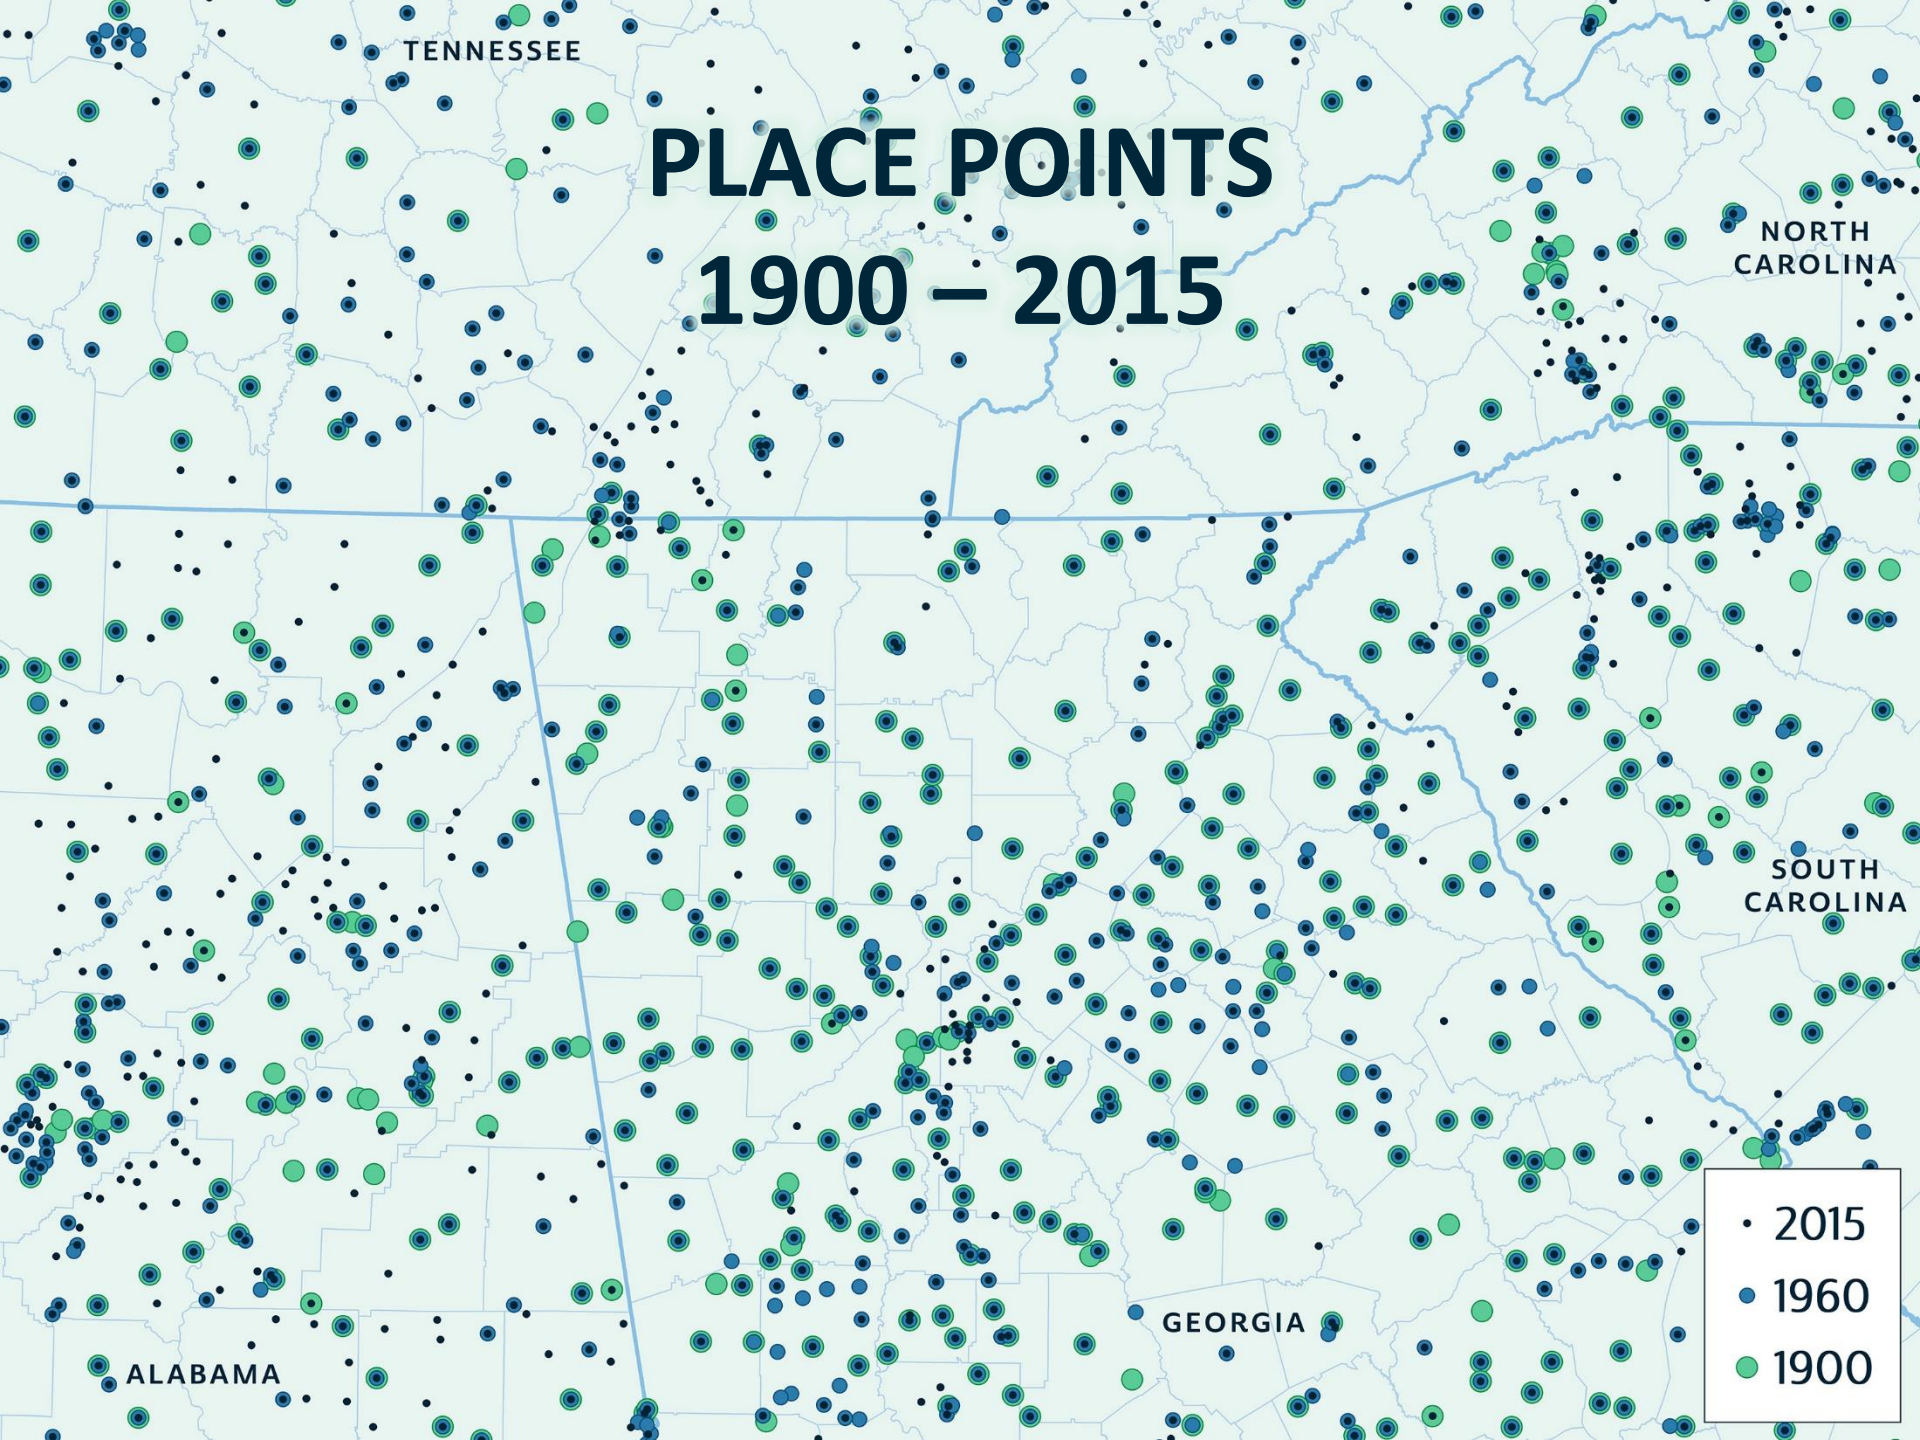 TENNESSEE
PLACE POINTS
1900 – 2015
NORTH
CAROLINA
SOUTH
CAROLINA
GEORGIA
ALABAMA
2015
1960
1900